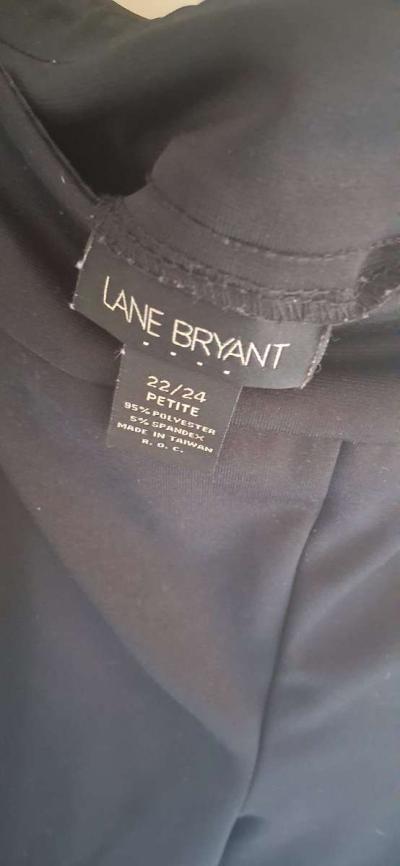 LANE BRYANT
22/24
PETITE
95% POLYESTER
5% SPANDEX
MADE IN TAIWAN
R. O. C.